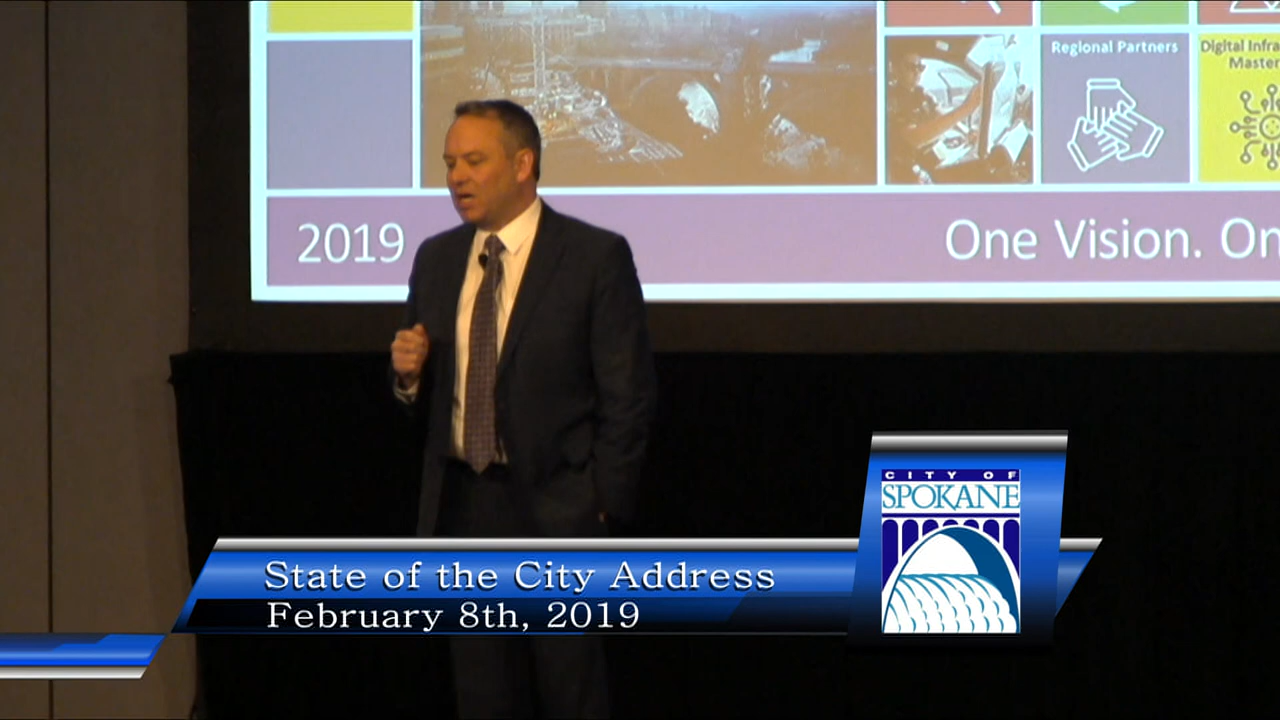 Regional Partners
Digital Infra
Master
2019
One Vision. On
CITY OF
SPOKANE
State of the City Address
February 8th, 2019